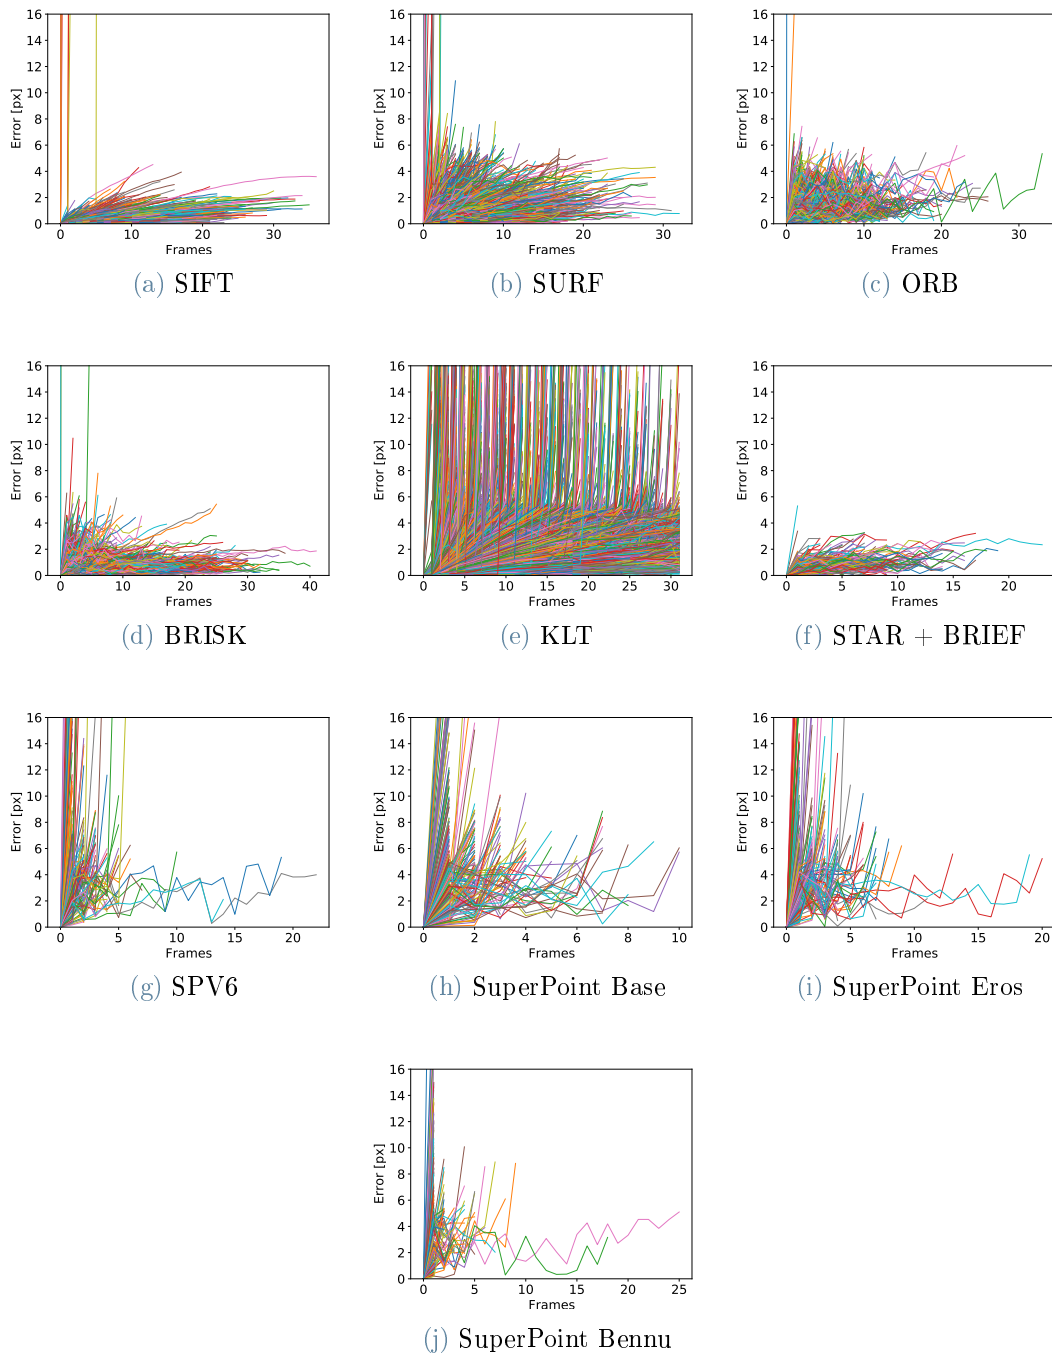 16
14
12
10
8
6
4
2
0
Error [px]
0 10 20 30
Frames
(a) SIFT
16
14
12
10
8
6
4
2
0
Error [px]
0 10 20 30
Frames
(b) SURF
16
14
12
10
8
6
4
2
0
Error [px]
0 10 20 30
Frames
(c) ORB
16
14
12
10
8
6
4
2
0
Error [px]
0 10 20 30 40
Frames
(d) BRISK
16
14
12
10
8
6
4
2
0
Error [px]
0 5 10 15 20 25 30
Frames
(e) KLT
16
14
12
10
8
6
4
2
0
Error [px]
0 5 10 15 20
Frames
(f) STAR + BRIEF
16
14
12
10
8
6
4
2
0
Error [px]
0 5 10 15 20
Frames
(g) SPV6
16
14
12
10
8
6
4
2
0
Error [px]
0 2 4 6 8 10
Frames
(h) SuperPoint Base
16
14
12
10
8
6
4
2
0
Error [px]
0 5 10 15 20
Frames
(i) SuperPoint Eros
16
14
12
10
8
6
4
2
0
Error [px]
0 5 10 15 20 25
Frames
(j) SuperPoint Bennu